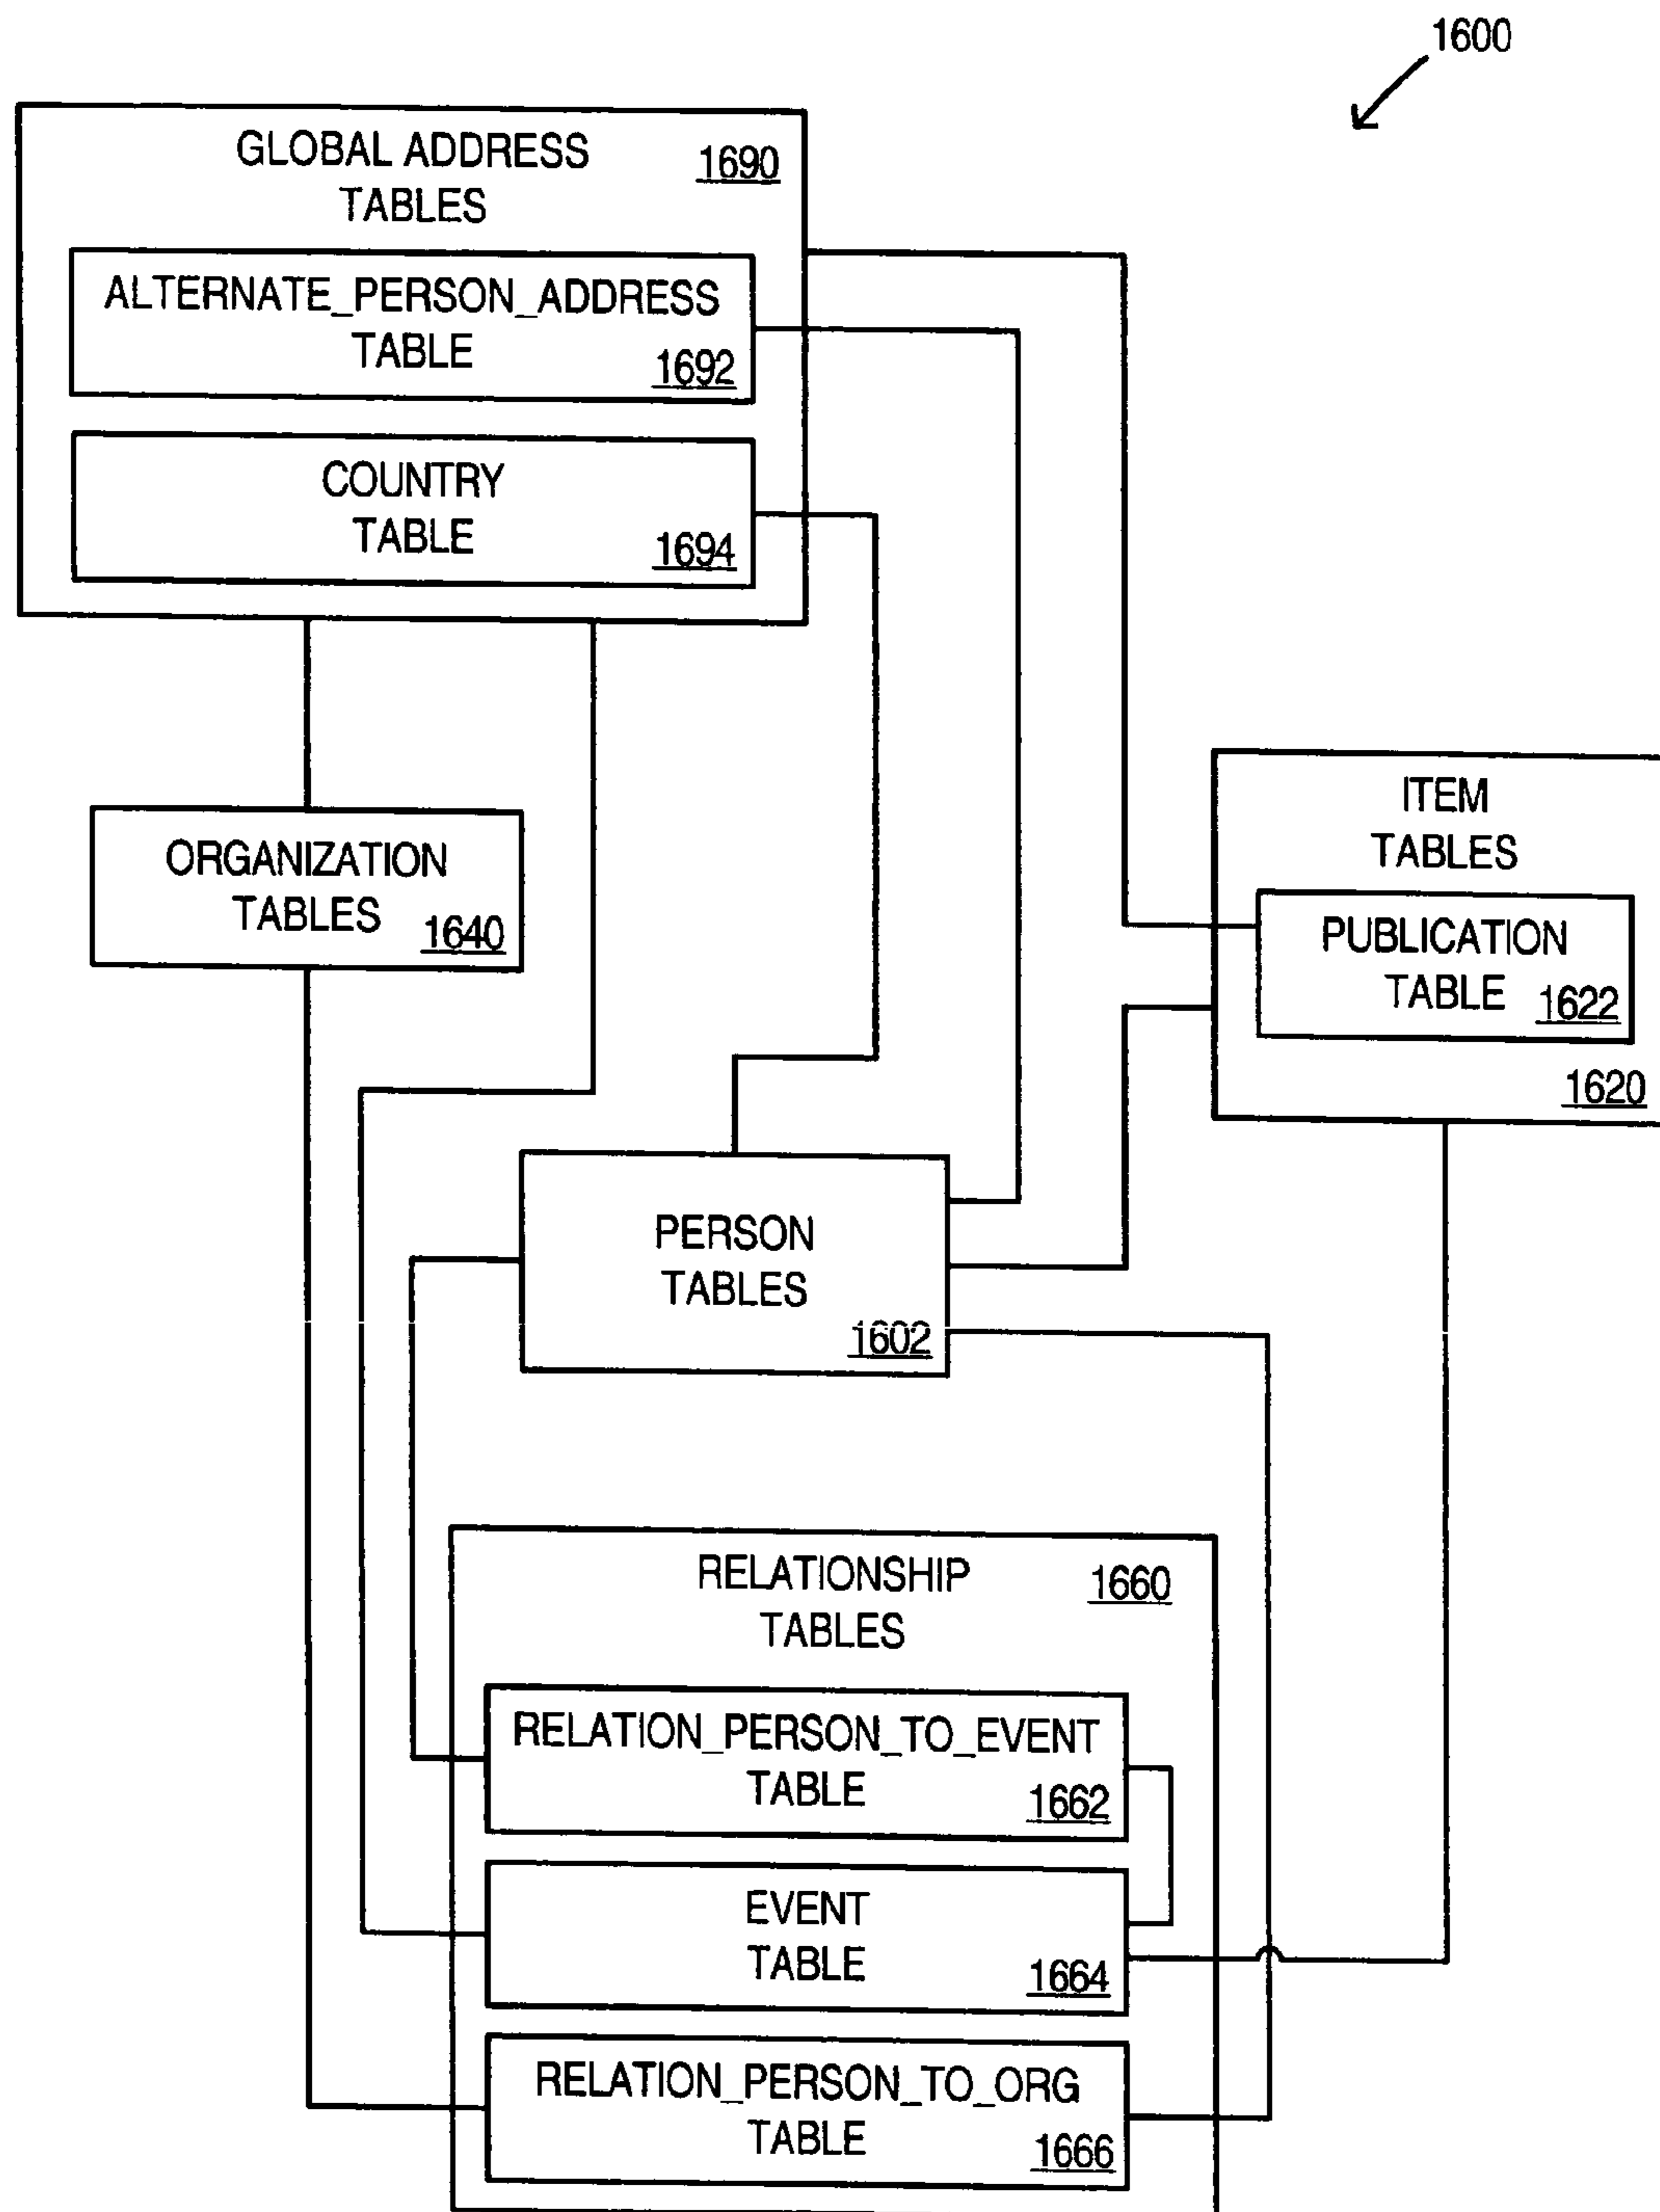 1600
GLOBAL ADDRESS
TABLES
1690
ALTERNATE_PERSON_ADDRESS
TABLE
1692
COUNTRY
TABLE
1694
ORGANIZATION
TABLES
1640
ITEM
TABLES
PUBLICATION
TABLE
1622
1620
PERSON
TABLES
1602
RELATIONSHIP
TABLES
1660
RELATION_PERSON_TO_EVENT
TABLE
1662
EVENT
TABLE
1664
RELATION_PERSON_TO_ORG
TABLE
1666